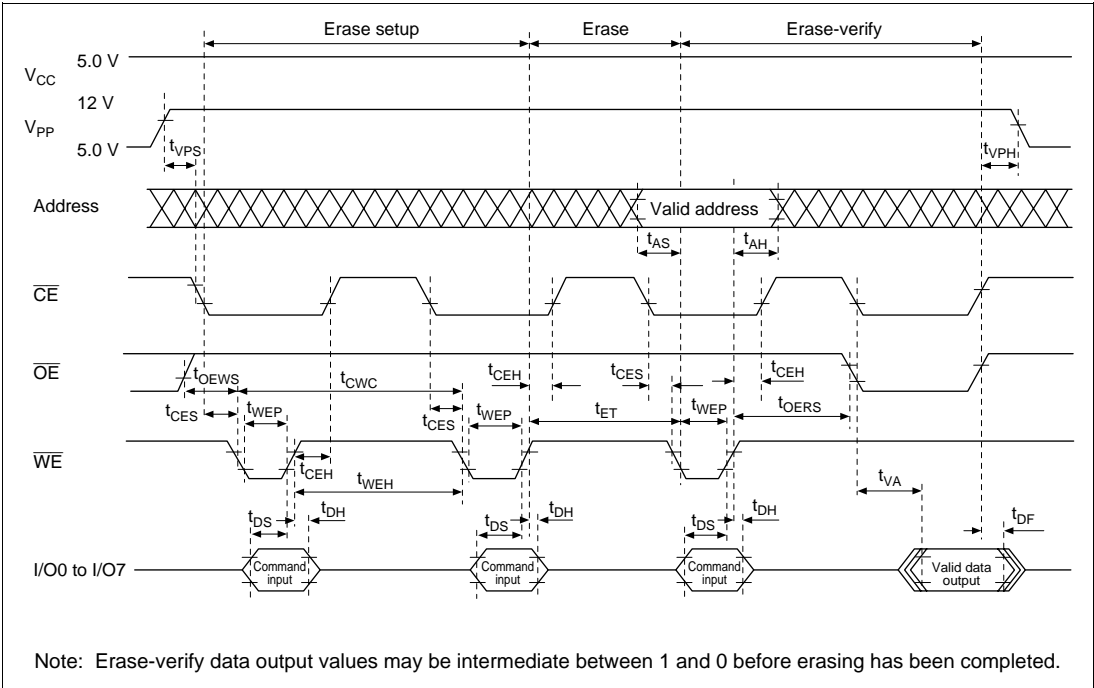 Erase setup Erase Erase-verify
VCC 5.0 V
12 V
VPP
5.0 V
tVPS tVPH
Address Valid address
tAS tAH
CE
OE
tOEWS tCWC tCEH tCES tCEH
tCES tWEP tCES tWEP tET tWEP tOERS
WE
tCEH
tWEH tVA
tDS tDH tDS tDH tDS tDH tDF
I/O0 to I/O7 Command input Command input Command input Valid data output
Note: Erase-verify data output values may be intermediate between 1 and 0 before erasing has been completed.